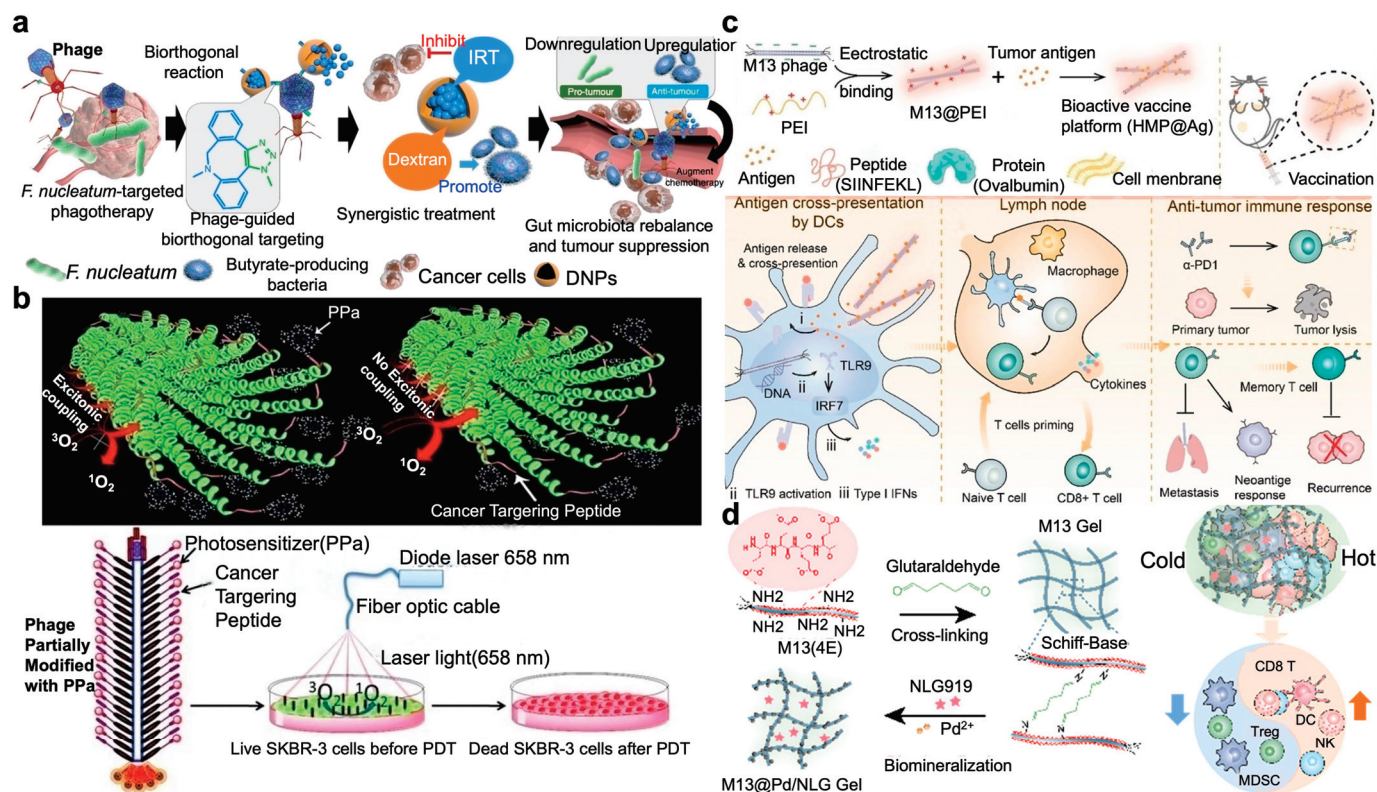 a
Phage
Biorthogonal
reaction
F. nucleatum-targeted
phagotherapy
Phage-guided
biorthogonal targeting
N
N
N
N
Inhibit
IRT
Dextran
Promote
Synergistic treatment
Downregulation
Upregulation
Pro-tumour
Anti-tumour
Augment
chemotherapy
Gut microbiota rebalance
and tumour suppression
F. nucleatum
Butyrate-producing
bacteria
Cancer cells
DNPs
b
PPa
Excitonic
coupling
3O2
1O2
No Excitonic
coupling
3O2
1O2
Cancer Targering Peptide
Photosensitizer(PPa)
Cancer
Targering
Peptide
Phage
Partially
Modified
with PPa
Diode laser 658 nm
Fiber optic cable
Laser light(658 nm)
3O2
1O2
Live SKBR-3 cells before PDT
Dead SKBR-3 cells after PDT
c
M13 phage
Eectrostatic
binding
PEI
M13@PEI
+
Tumor antigen
Bioactive vaccine
platform (HMP@Ag)
Antigen
Peptide
(SIINFEKL)
Protein
(Ovalbumin)
Cell membrane
Vaccination
Antigen cross-presentation
by DCs
Antigen release
& cross-presention
i
TLR9
DNA
ii
i
IRF7
iii
ii TLR9 activation
iii Type I IFNs
Lymph node
Macrophage
Cytokines
T cells priming
Naive T cell
CD8+ T cell
Anti-tumor immune response
α-PD1
Primary tumor
Tumor lysis
Memory T cell
Metastasis
Neoantige
response
Recurrence
d
NH2
NH2
NH2
NH2
NH2
M13(4E)
Glutaraldehyde
Cross-linking
M13 Gel
Schiff-Base
NLG919
Pd2+
Biomineralization
M13@Pd/NLG Gel
Cold
Hot
CD8 T
DC
Treg
NK
MDSC